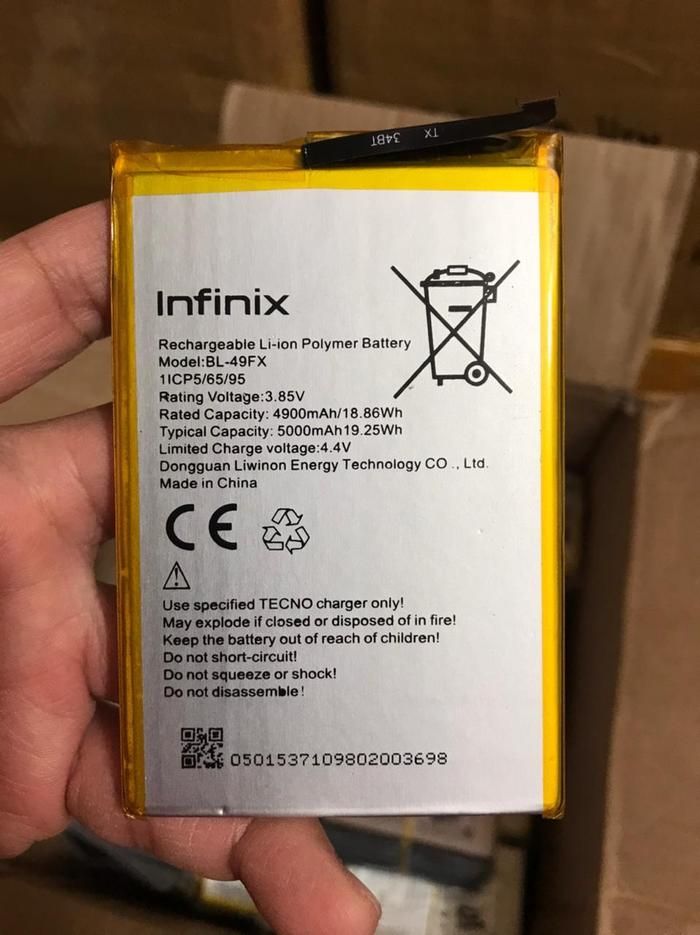 TX 34BT
Infinix
Rechargeable Li-ion Polymer Battery
Model:BL-49FX
1ICP5/65/95
Rating Voltage:3.85V
Rated Capacity: 4900mAh/18.86Wh
Typical Capacity: 5000mAh19.25Wh
Limited Charge voltage:4.4V
Dongguan Liwinon Energy Technology CO ., Ltd.
Made in China
CE
Use specified TECNO charger only!
May explode if closed or disposed of in fire!
Keep the battery out of reach of children!
Do not short-circuit!
Do not squeeze or shock!
Do not disassemble!
0501537109802003698